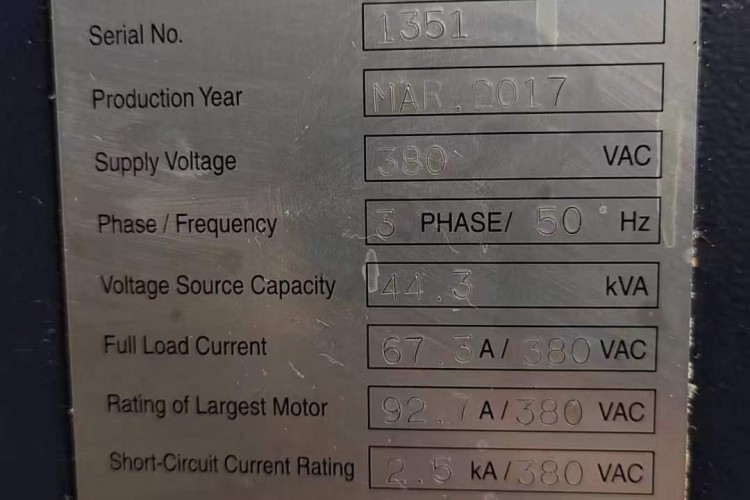 Serial No. 1351
Production Year MAR.2017
Supply Voltage 380 VAC
Phase / Frequency 3 PHASE/ 50 Hz
Voltage Source Capacity 44.3 kVA
Full Load Current 67.3 A/ 380 VAC
Rating of Largest Motor 92.7 A/ 380 VAC
Short-Circuit Current Rating 2.5 kA/ 380 VAC